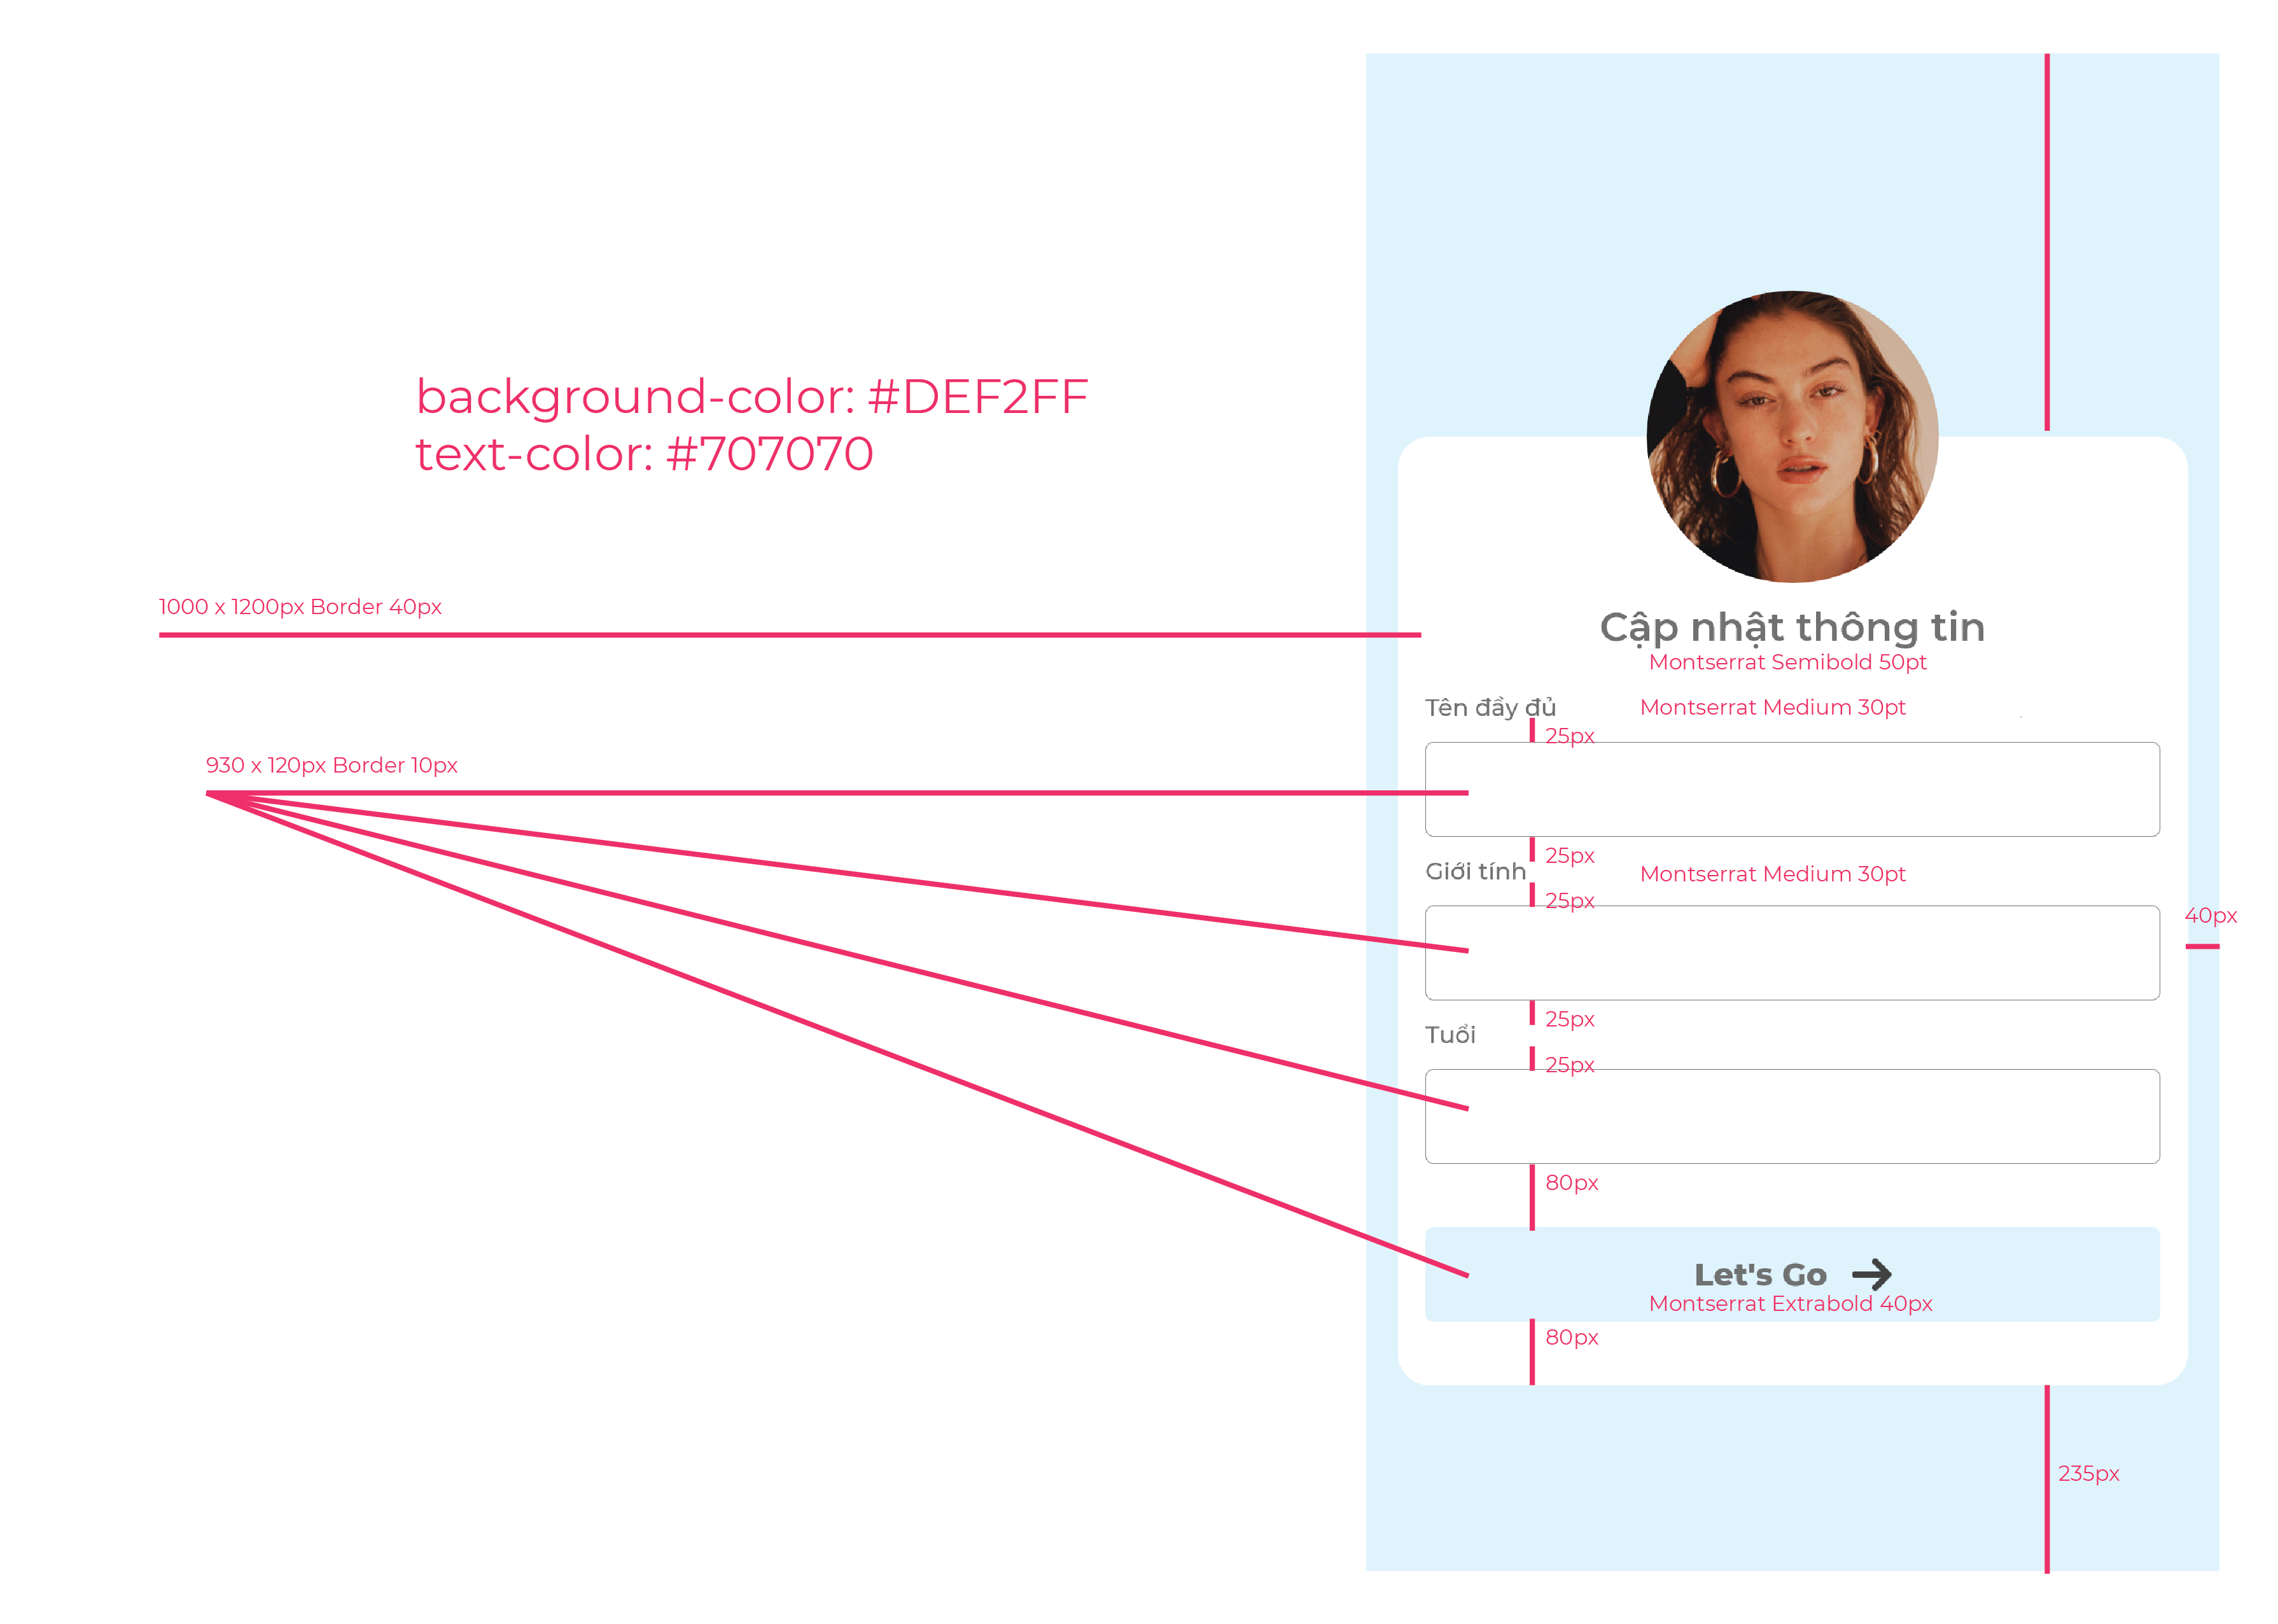 background-color: #DEF2FF
text-color: #707070
1000 x 1200px Border 40px
Cập nhật thông tin
Montserrat Semibold 50pt
Tên đầy đủ
Montserrat Medium 30pt
25px
930 x 120px Border 10px
25px
Giới tính
Montserrat Medium 30pt
25px
40px
25px
Tuổi
25px
80px
Let's Go
Montserrat Extrabold 40px
80px
235px